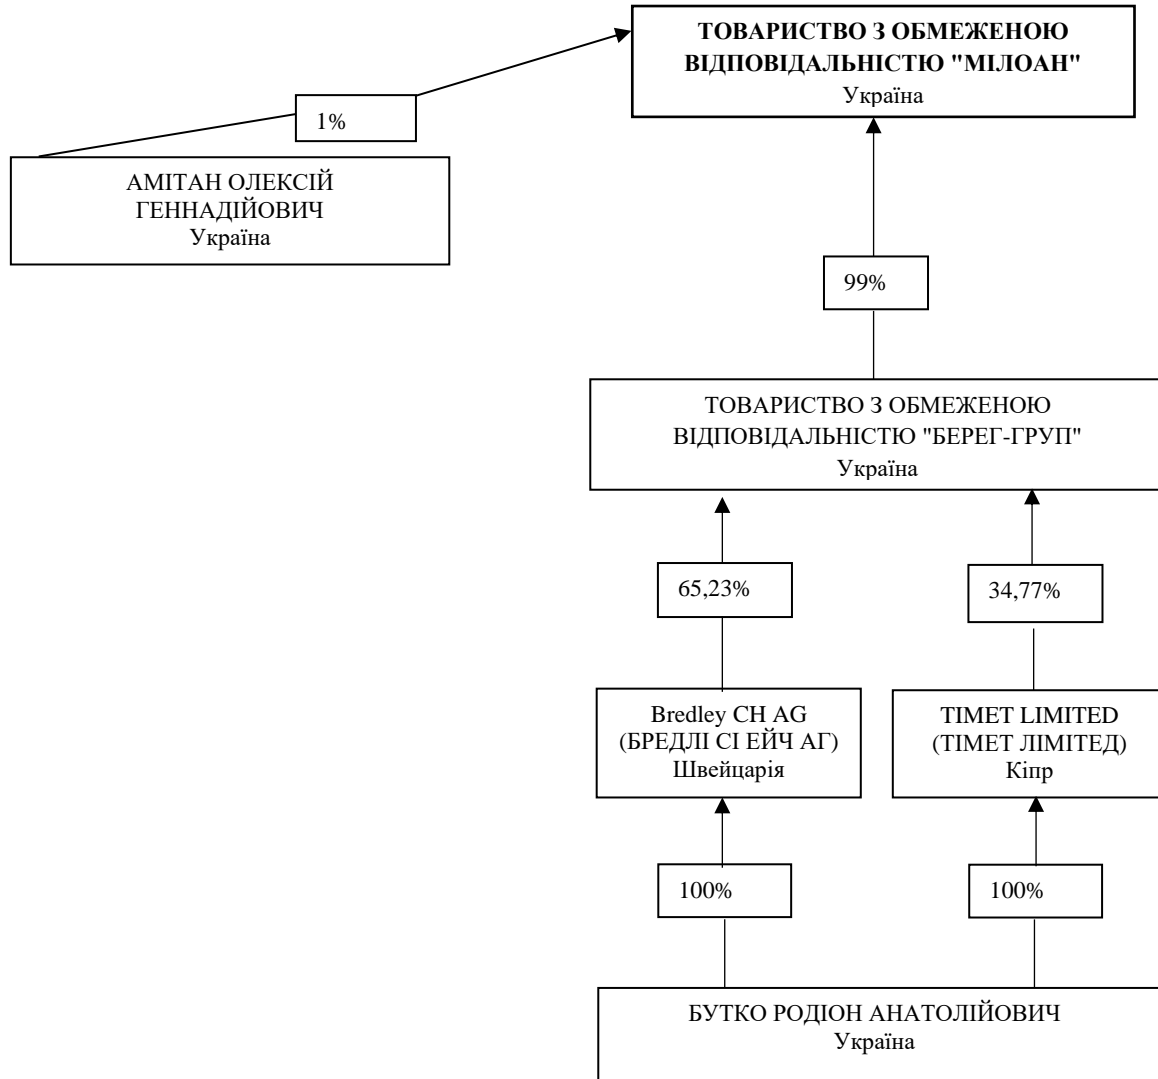 ТОВАРИСТВО З ОБМЕЖЕНОЮ
ВІДПОВІДАЛЬНІСТЮ "МІЛОАН"
Україна
1%
АМІТАН ОЛЕКСІЙ
ГЕННАДІЙОВИЧ
Україна
99%
ТОВАРИСТВО З ОБМЕЖЕНОЮ
ВІДПОВІДАЛЬНІСТЮ "БЕРЕГ-ГРУП"
Україна
65,23%
34,77%
Bredley CH AG
(БРЕДЛІ СІ ЕЙЧ АГ)
Швейцарія
TIMET LIMITED
(ТІМЕТ ЛІМІТЕД)
Кіпр
100%
100%
БУТКО РОДІОН АНАТОЛІЙОВИЧ
Україна